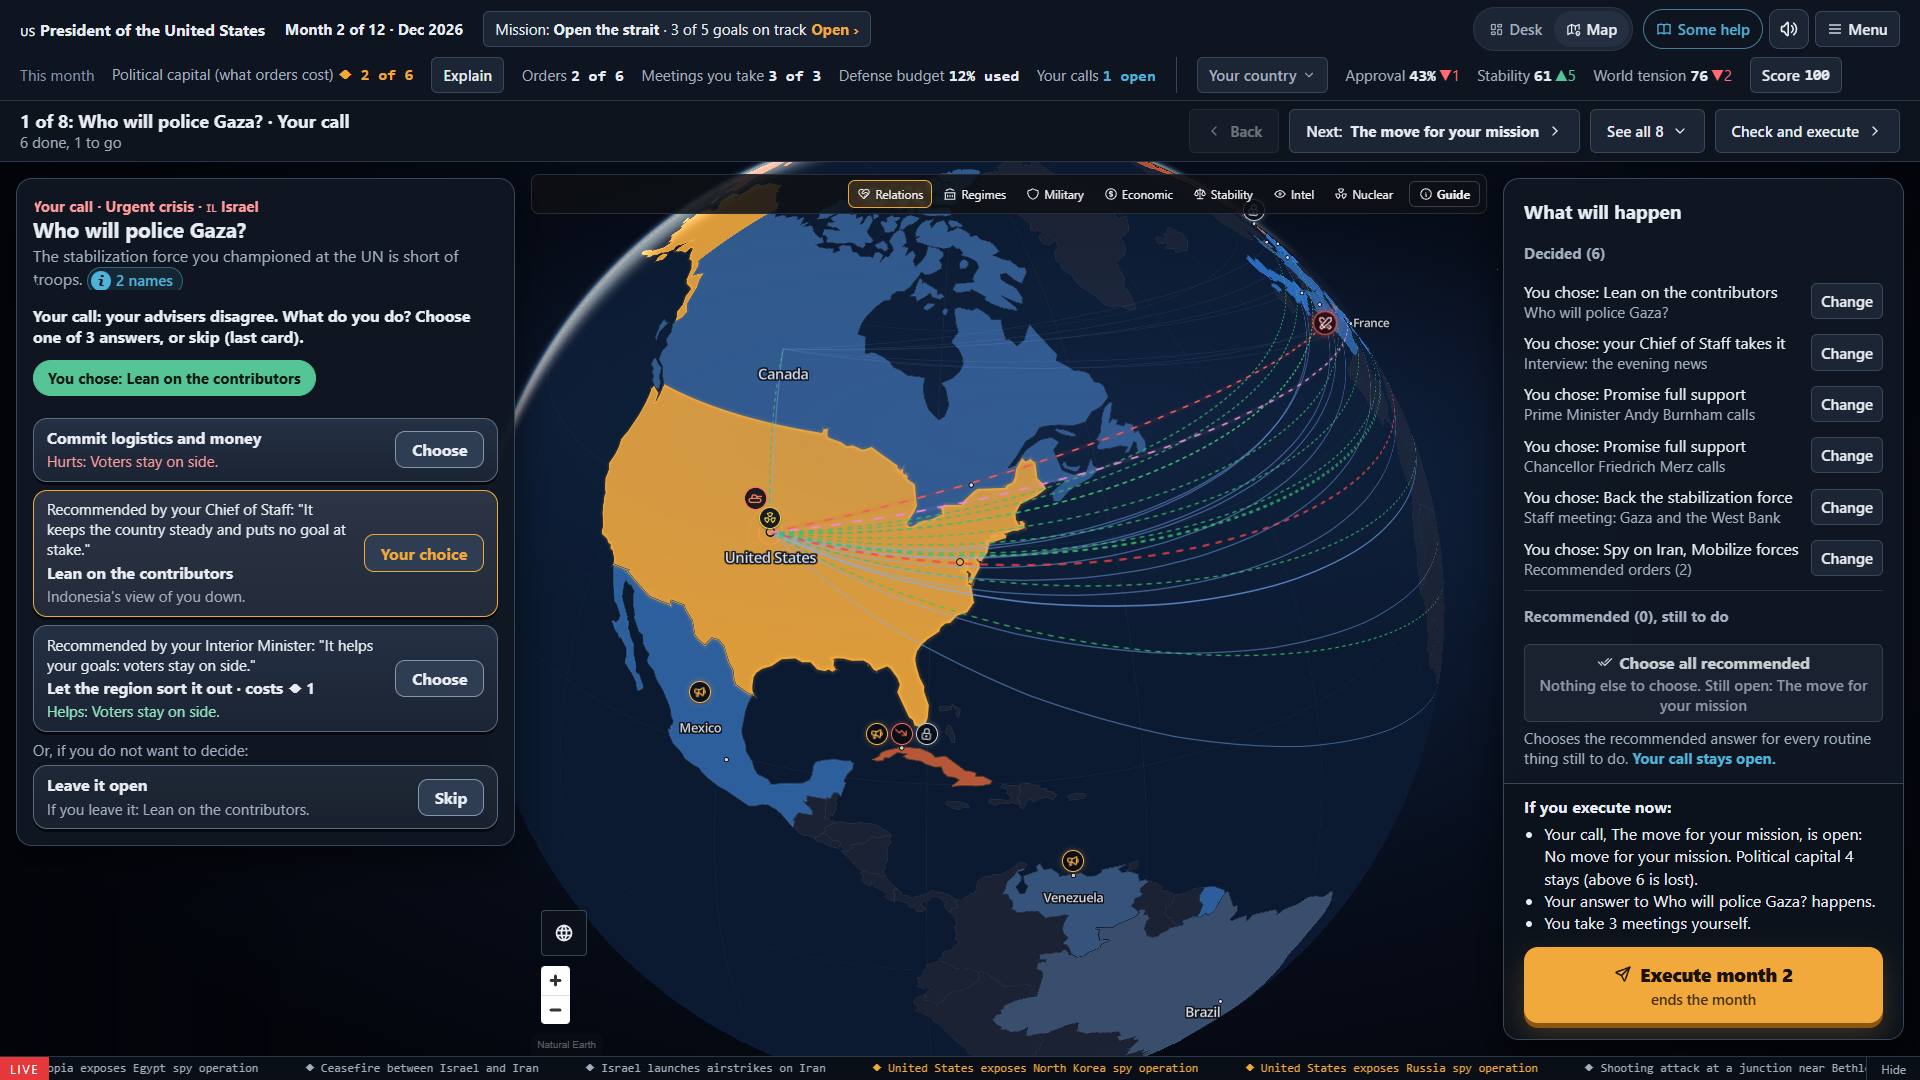 US President of the United States
Month 2 of 12 · Dec 2026
Mission: Open the strait · 3 of 5 goals on track Open ›
Desk
Map
Some help
Menu
This month
Political capital (what orders cost) ◆ 2 of 6
Explain
Orders 2 of 6
Meetings you take 3 of 3
Defense budget 12% used
Your calls 1 open
Your country
Approval 43% ▼1
Stability 61 ▲5
World tension 76 ▼2
Score 100
1 of 8: Who will police Gaza? · Your call
6 done, 1 to go
Back
Next: The move for your mission
See all 8
Check and execute
Your call · Urgent crisis · IL Israel
Who will police Gaza?
The stabilization force you championed at the UN is short of
troops. i 2 names
Your call: your advisers disagree. What do you do? Choose
one of 3 answers, or skip (last card).
You chose: Lean on the contributors
Commit logistics and money
Hurts: Voters stay on side.
Choose
Recommended by your Chief of Staff: "It
keeps the country steady and puts no goal at
stake."
Lean on the contributors
Indonesia's view of you down.
Your choice
Recommended by your Interior Minister: "It helps
your goals: voters stay on side."
Let the region sort it out · costs ◆ 1
Helps: Voters stay on side.
Choose
Or, if you do not want to decide:
Leave it open
If you leave it: Lean on the contributors.
Skip
Relations
Regimes
Military
Economic
Stability
Intel
Nuclear
Guide
France
Canada
United States
Mexico
Venezuela
Brazil
+
−
Natural Earth
What will happen
Decided (6)
You chose: Lean on the contributors
Who will police Gaza?
Change
You chose: your Chief of Staff takes it
Interview: the evening news
Change
You chose: Promise full support
Prime Minister Andy Burnham calls
Change
You chose: Promise full support
Chancellor Friedrich Merz calls
Change
You chose: Back the stabilization force
Staff meeting: Gaza and the West Bank
Change
You chose: Spy on Iran, Mobilize forces
Recommended orders (2)
Change
Recommended (0), still to do
Choose all recommended
Nothing else to choose. Still open: The move for
your mission
Chooses the recommended answer for every routine
thing still to do. Your call stays open.
If you execute now:
• Your call, The move for your mission, is open:
No move for your mission. Political capital 4
stays (above 6 is lost).
• Your answer to Who will police Gaza? happens.
• You take 3 meetings yourself.
Execute month 2
ends the month
LIVE
opia exposes Egypt spy operation ◆ Ceasefire between Israel and Iran ◆ Israel launches airstrikes on Iran ◆ United States exposes North Korea spy operation ◆ United States exposes Russia spy operation ◆ Shooting attack at a junction near Bethl
Hide